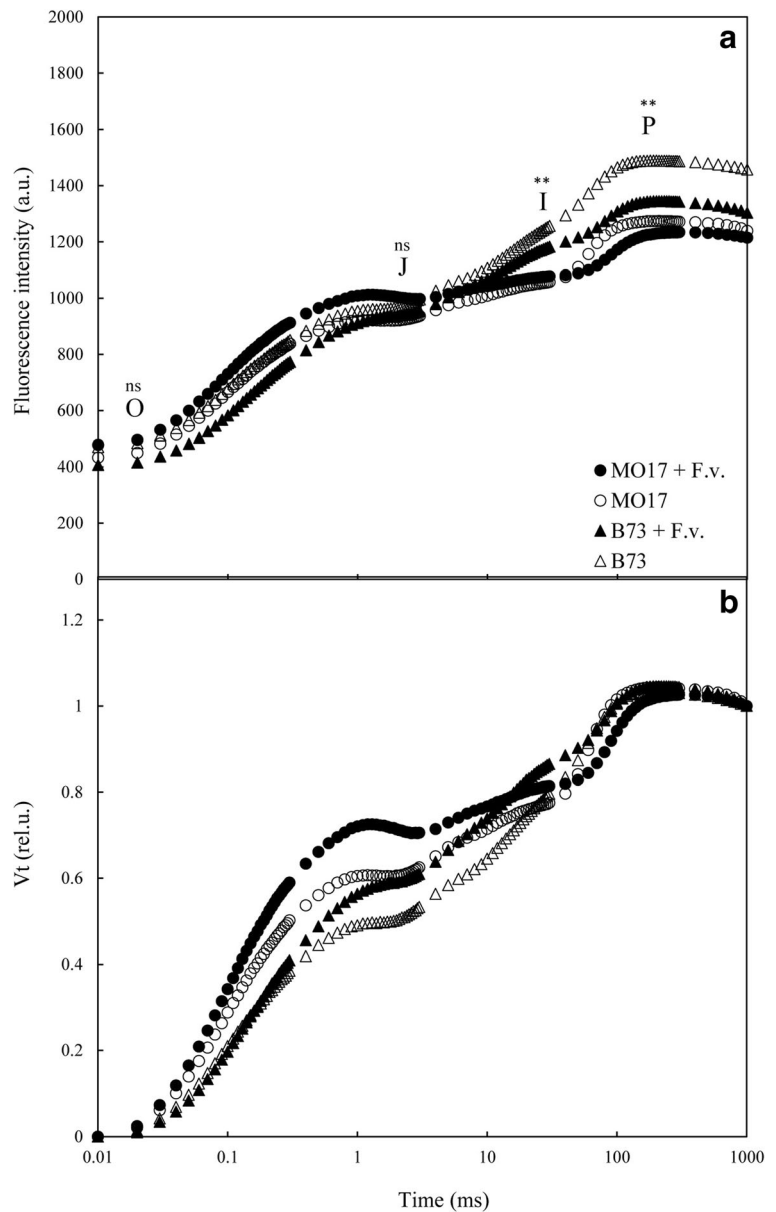 a
2000
1800
1600
1400
1200
1000
800
600
400
200
0
Fluorescence intensity (a.u.)
ns
O
ns
J
**
I
**
P
MO17 + F.v.
MO17
B73 + F.v.
B73
b
1.2
1
0.8
0.6
0.4
0.2
0
Vt (rel.u.)
0.01 0.1 1 10 100 1000
Time (ms)